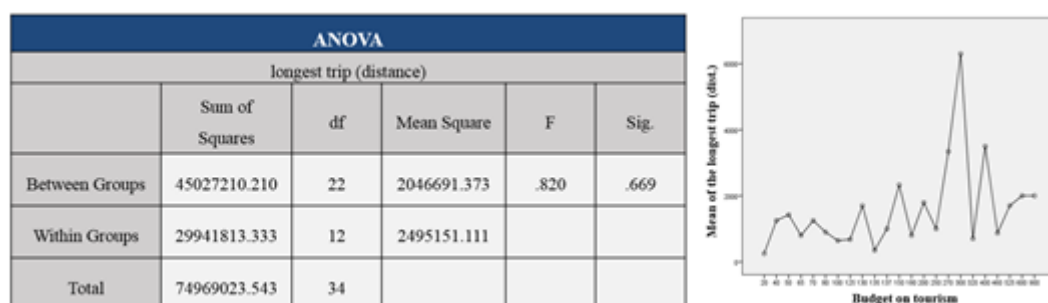 ANOVA
longest trip (distance)
Sum of Squares df Mean Square F Sig.
Between Groups 45027210.210 22 2046691.373 .820 .669
Within Groups 29941813.333 12 2495151.111
Total 74969023.543 34
Mean of the longest trip (dist.)
6000
4000
2000
0
Budget on tourism